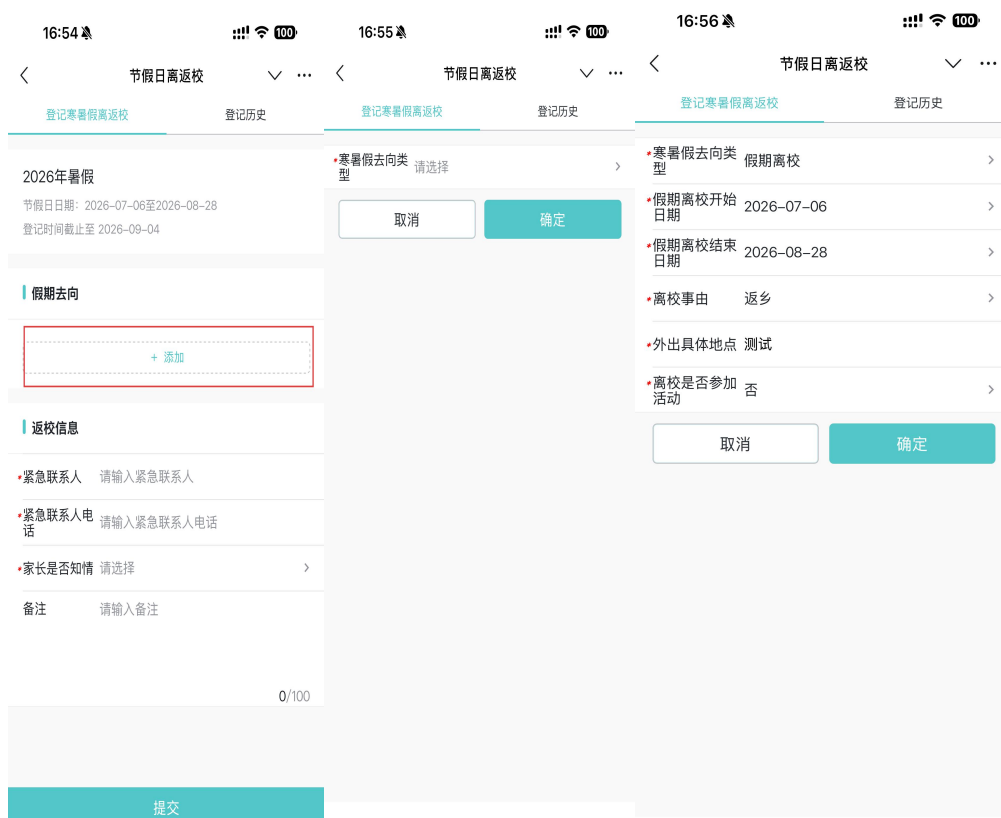 16:54
100
节假日离返校
登记寒暑假离返校
登记历史
2026年暑假
节假日日期：2026-07-06至2026-08-28
登记时间截止至 2026-09-04
假期去向
+ 添加
返校信息
*紧急联系人 请输入紧急联系人
*紧急联系人电
话
请输入紧急联系人电话
*家长是否知情 请选择
备注 请输入备注
0/100
提交
16:55
100
节假日离返校
登记寒暑假离返校
登记历史
*寒暑假去向类
型
请选择
取消
确定
16:56
100
节假日离返校
登记寒暑假离返校
登记历史
*寒暑假去向类
型
假期离校
*假期离校开始
日期
2026-07-06
*假期离校结束
日期
2026-08-28
*离校事由 返乡
*外出具体地点 测试
*离校是否参加
活动
否
取消
确定